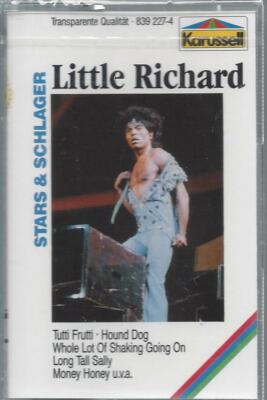 Transparente Qualität · 839 227-4
Karussell
Little Richard
STARS & SCHLAGER
Tutti Frutti · Hound Dog
Whole Lot Of Shaking Going On
Long Tall Sally
Money Honey u.v.a.